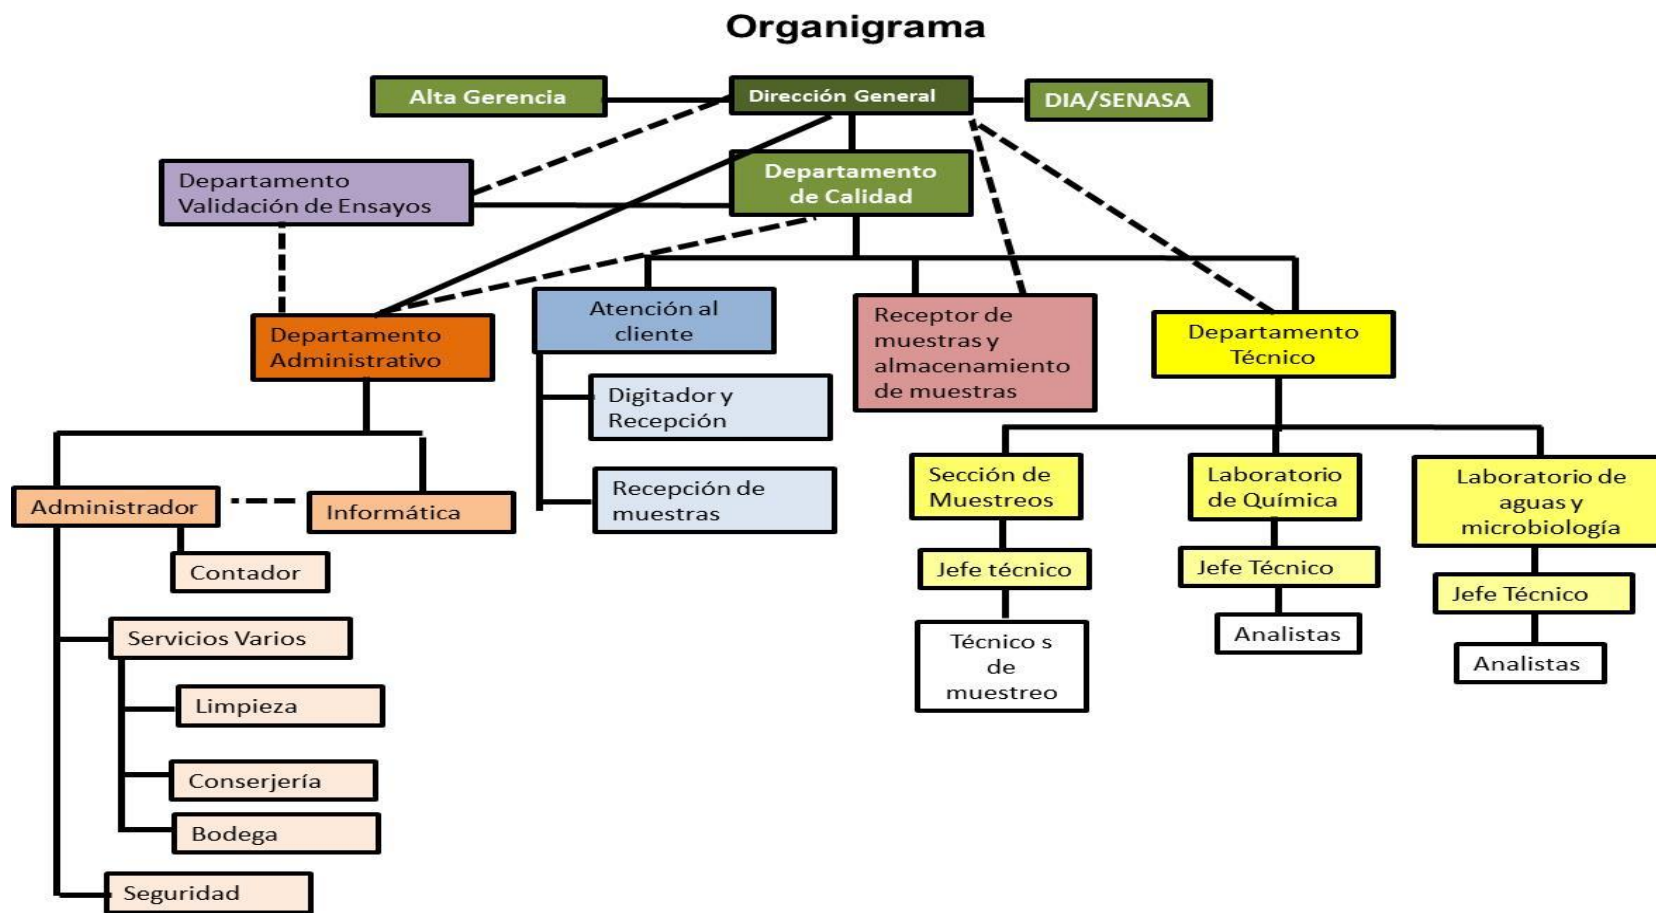 Organigrama
Alta Gerencia
Dirección General
DIA/SENASA
Departamento
Validación de Ensayos
Departamento
de Calidad
Departamento
Administrativo
Atención al
cliente
Receptor de
muestras y
almacenamiento
de muestras
Departamento
Técnico
Digitador y
Recepción
Recepción de
muestras
Administrador
Informática
Contador
Servicios Varios
Limpieza
Conserjería
Bodega
Seguridad
Sección de
Muestreos
Jefe técnico
Técnico s
de
muestreo
Laboratorio
de Química
Jefe Técnico
Analistas
Laboratorio de
aguas y
microbiología
Jefe Técnico
Analistas